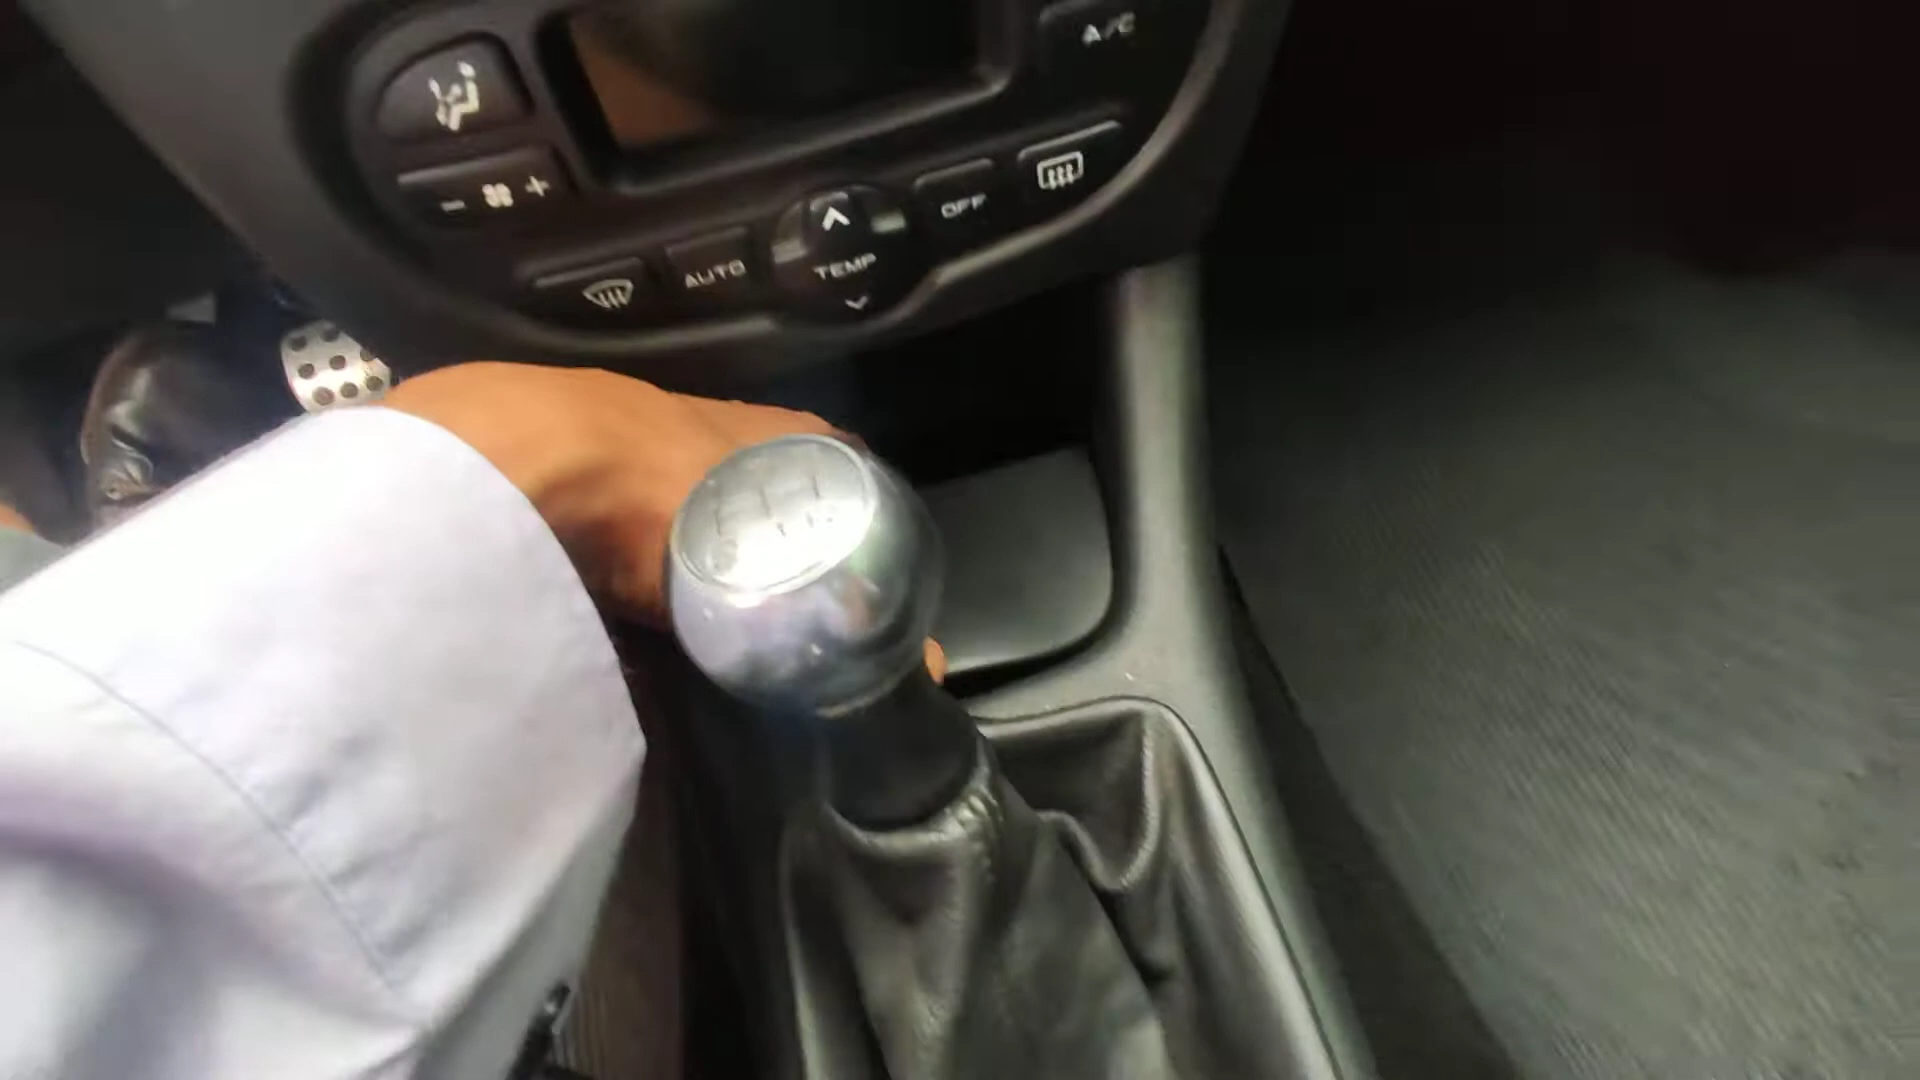 A/C
- +
OFF
AUTO
TEMP